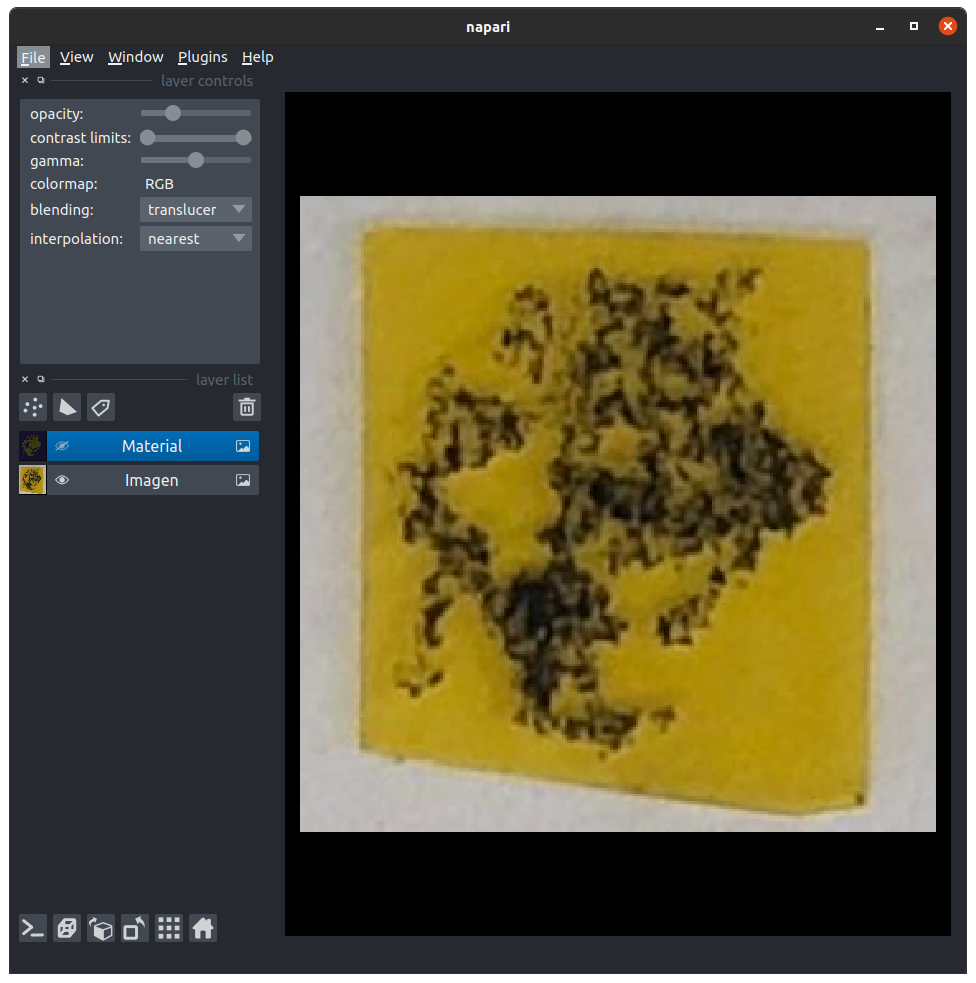 napari
File View Window Plugins Help
layer controls
opacity:
contrast limits:
gamma:
colormap: RGB
blending: translucer
interpolation: nearest
layer list
Material
Imagen